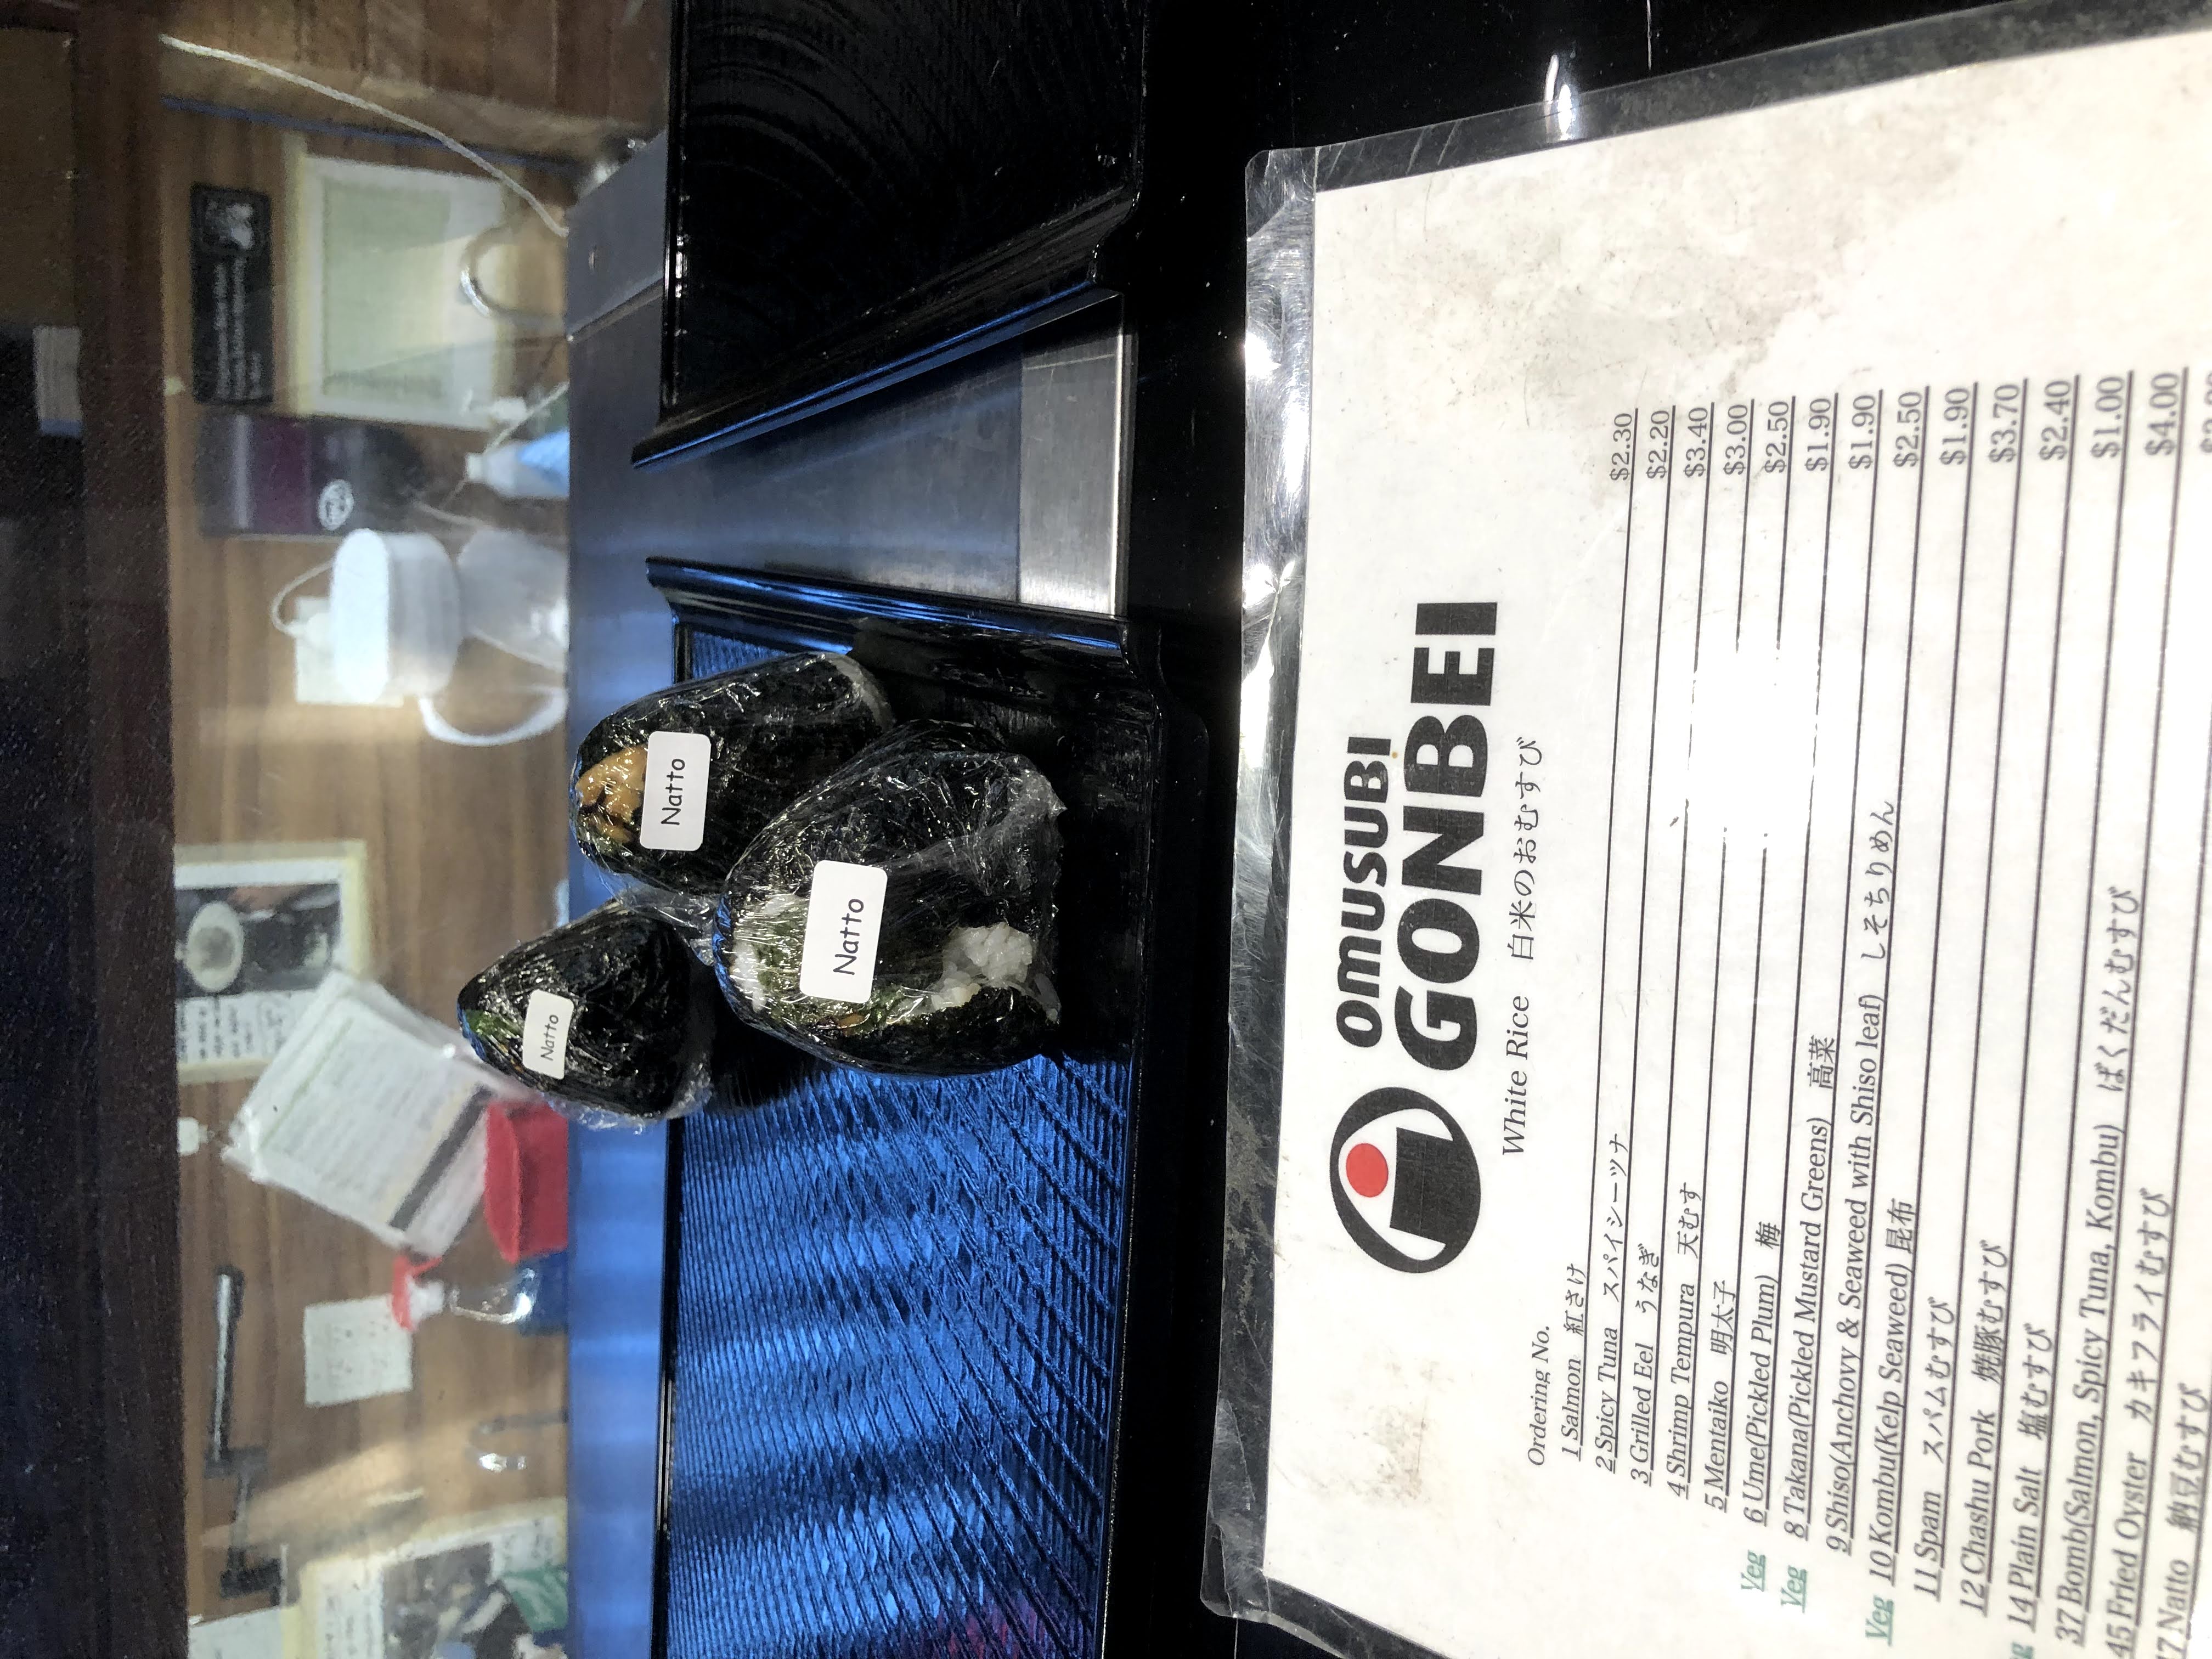 Natto
Natto
Natto
OMUSUBI
GONBEI
White Rice 白米のおむすび
Ordering No.
1 Salmon 紅さけ $2.30
2 Spicy Tuna スパイシーツナ $2.20
3 Grilled Eel うなぎ $3.40
4 Shrimp Tempura 天むす $3.00
5 Mentaiko 明太子 $2.50
Veg 6 Ume(Pickled Plum) 梅 $1.90
Veg 8 Takana(Pickled Mustard Greens) 高菜 $1.90
9 Shiso(Anchovy & Seaweed with Shiso leaf) しそちりめん $2.50
Veg 10 Kombu(Kelp Seaweed) 昆布 $1.90
11 Spam スパムむすび $3.70
12 Chashu Pork 焼豚むすび $2.40
14 Plain Salt 塩むすび $1.00
37 Bomb(Salmon, Spicy Tuna, Kombu) ばくだんむすび $4.00
45 Fried Oyster カキフライむすび
Natto 納豆むすび